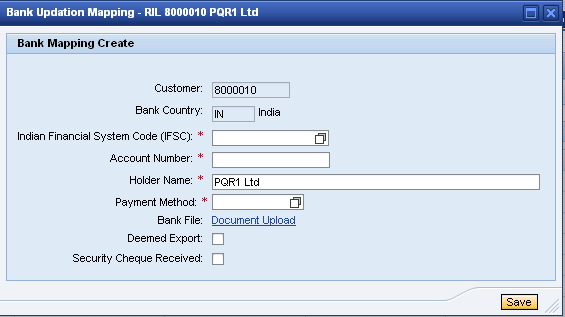 Bank Updation Mapping - RIL 8000010 PQR1 Ltd
Bank Mapping Create
Customer: 8000010
Bank Country: IN India
Indian Financial System Code (IFSC): *
Account Number: *
Holder Name: * PQR1 Ltd
Payment Method: *
Bank File: Document Upload
Deemed Export:
Security Cheque Received:
Save